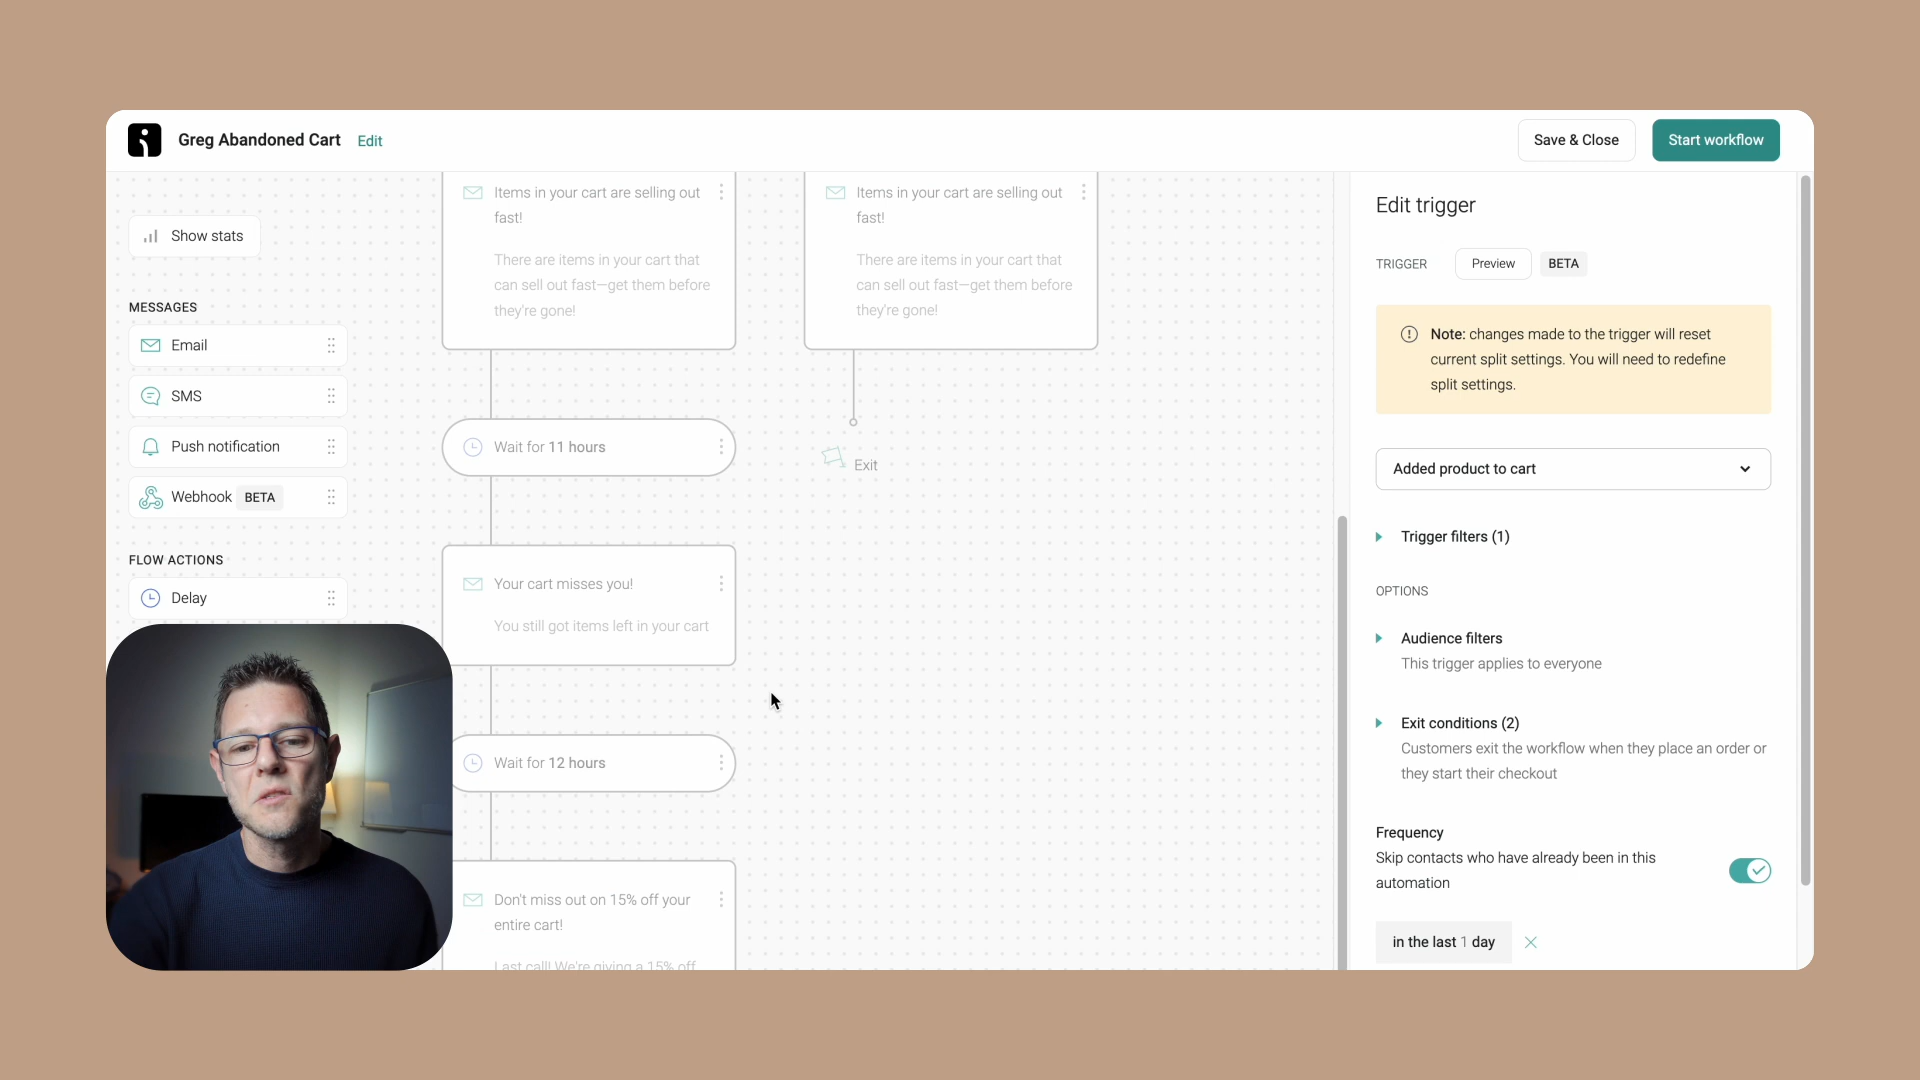 Greg Abandoned Cart Edit
Save & Close
Start workflow
Show stats
MESSAGES
Email
SMS
Push notification
Webhook BETA
FLOW ACTIONS
Delay
Items in your cart are selling out
fast!
There are items in your cart that
can sell out fast—get them before
they're gone!
Wait for 11 hours
Your cart misses you!
You still got items left in your cart
Wait for 12 hours
Don't miss out on 15% off your
entire cart!
Last call! We're giving a 15% off
Items in your cart are selling out
fast!
There are items in your cart that
can sell out fast—get them before
they're gone!
Exit
Edit trigger
TRIGGER Preview BETA
Note: changes made to the trigger will reset
current split settings. You will need to redefine
split settings.
Added product to cart
Trigger filters (1)
OPTIONS
Audience filters
This trigger applies to everyone
Exit conditions (2)
Customers exit the workflow when they place an order or
they start their checkout
Frequency
Skip contacts who have already been in this
automation
in the last 1 day